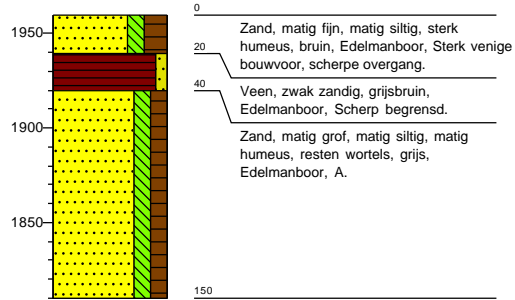 0
1950
Zand, matig fijn, matig siltig, sterk
humeus, bruin, Edelmanboor, Sterk venige
20
bouwvoor, scherpe overgang.
40
Veen, zwak zandig, grijsbruin,
Edelmanboor, Scherp begrensd.
1900
Zand, matig grof, matig siltig, matig
humeus, resten wortels, grijs,
Edelmanboor, A.
1850
150